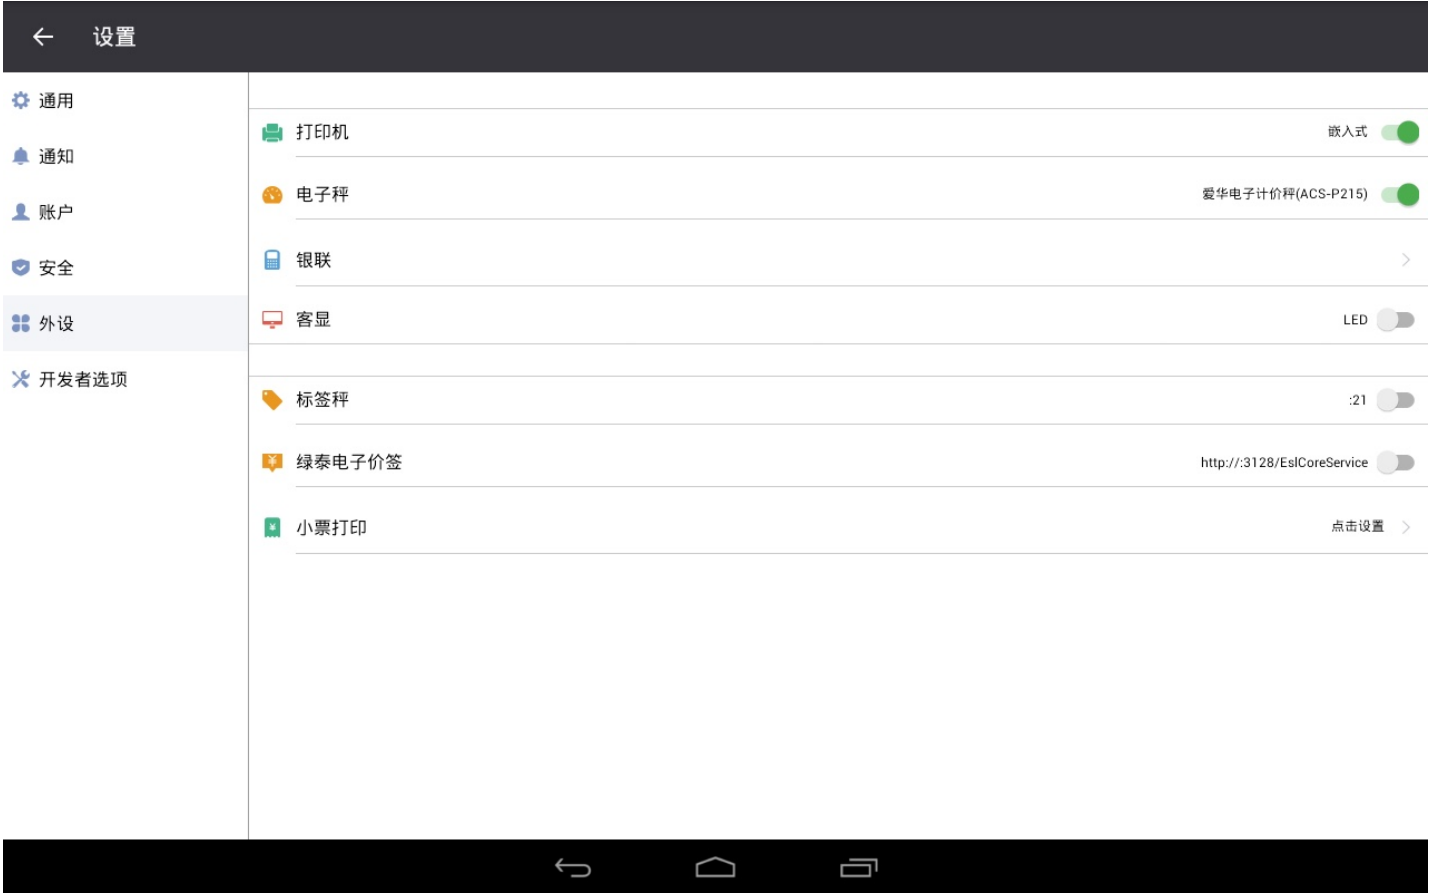 设置
通用
通知
账户
安全
外设
开发者选项
打印机 嵌入式
电子秤 爱华电子计价秤(ACS-P215)
银联
客显 LED
标签秤 :21
绿泰电子价签 http://:3128/EslCoreService
小票打印 点击设置